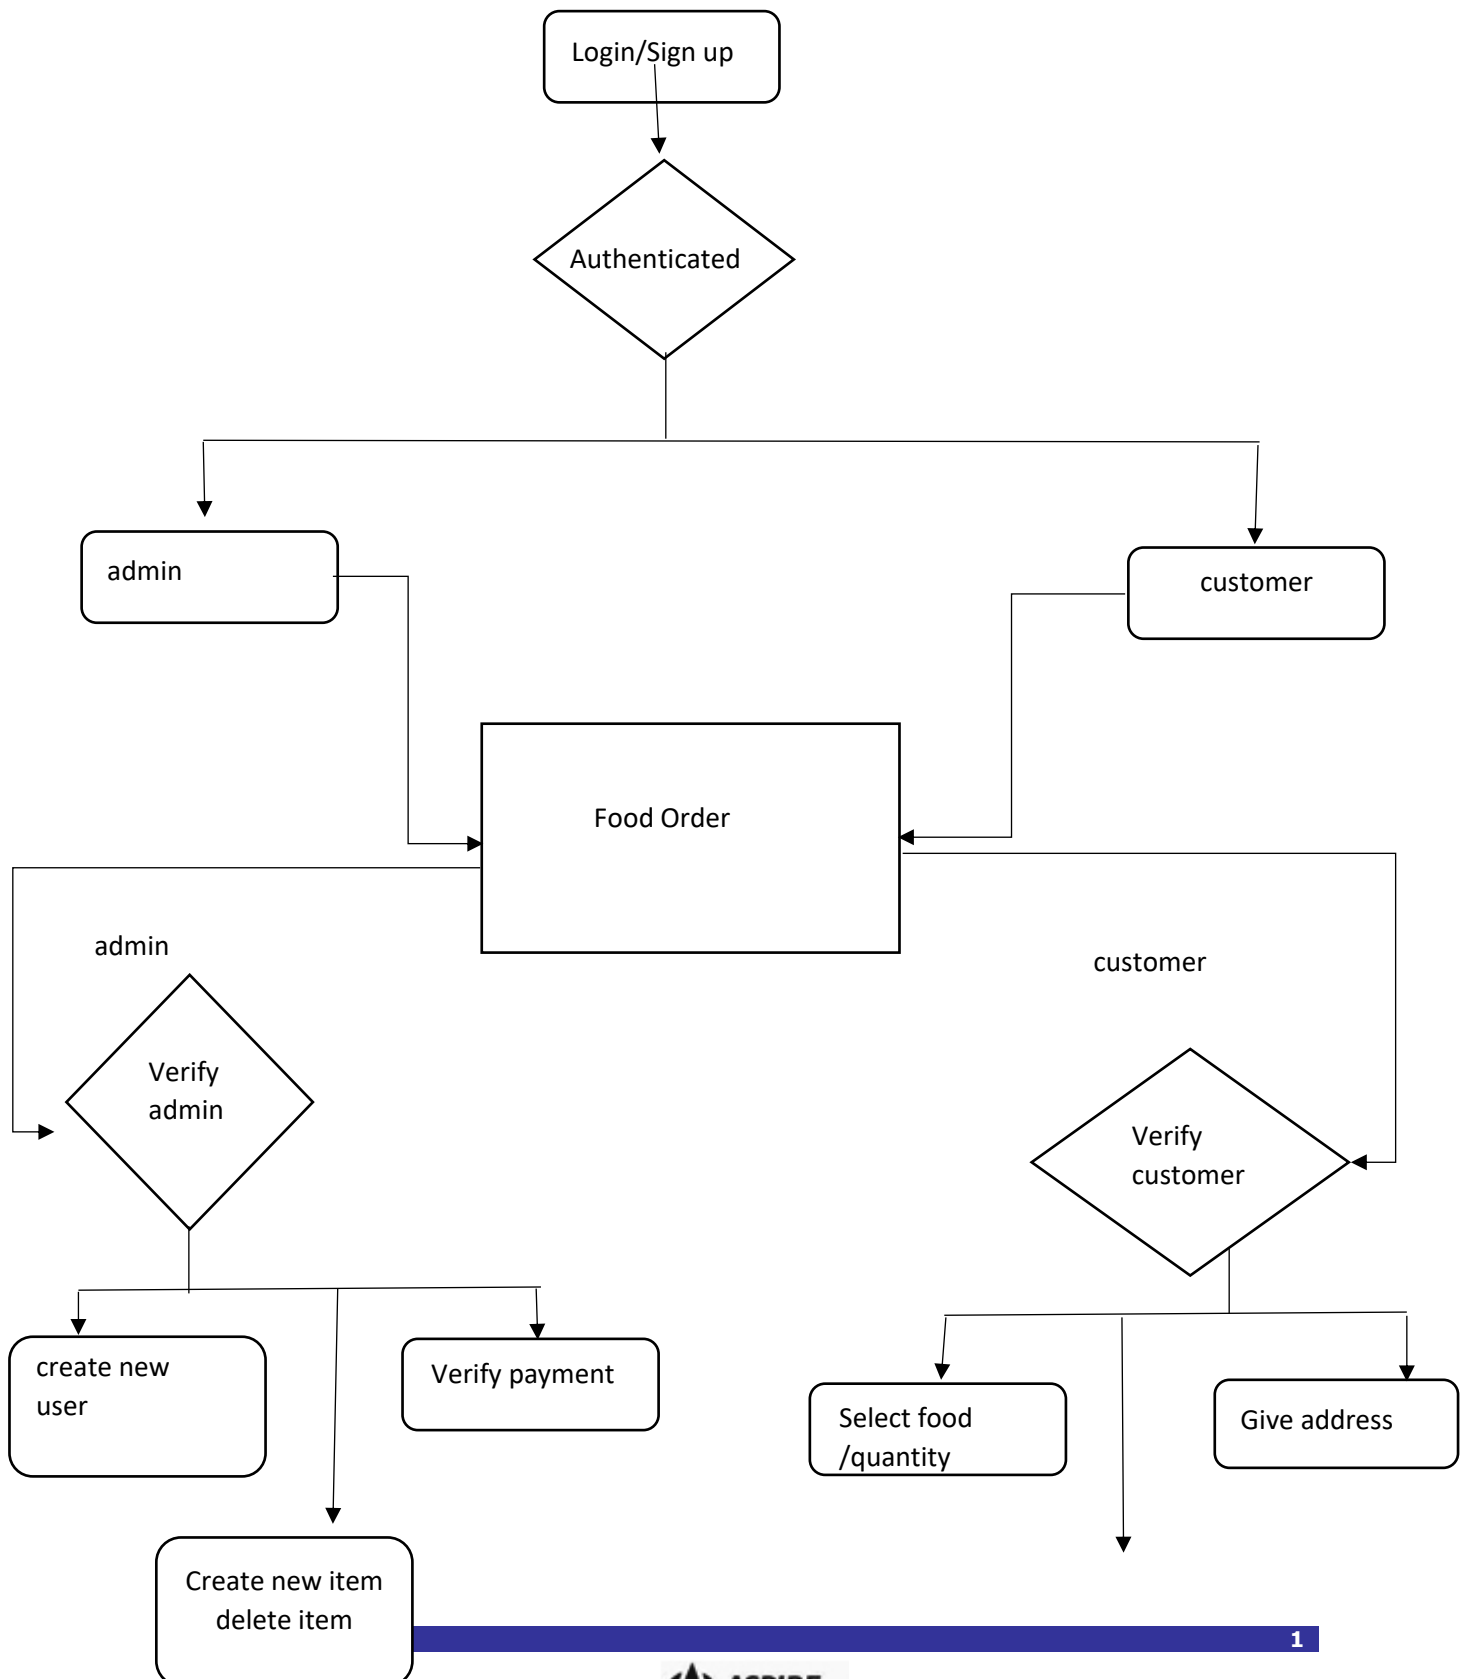 Login/Sign up
Authenticated
admin
customer
Food Order
admin
customer
Verify
admin
Verify
customer
create new
user
Verify payment
Select food
/quantity
Give address
Create new item
delete item
1